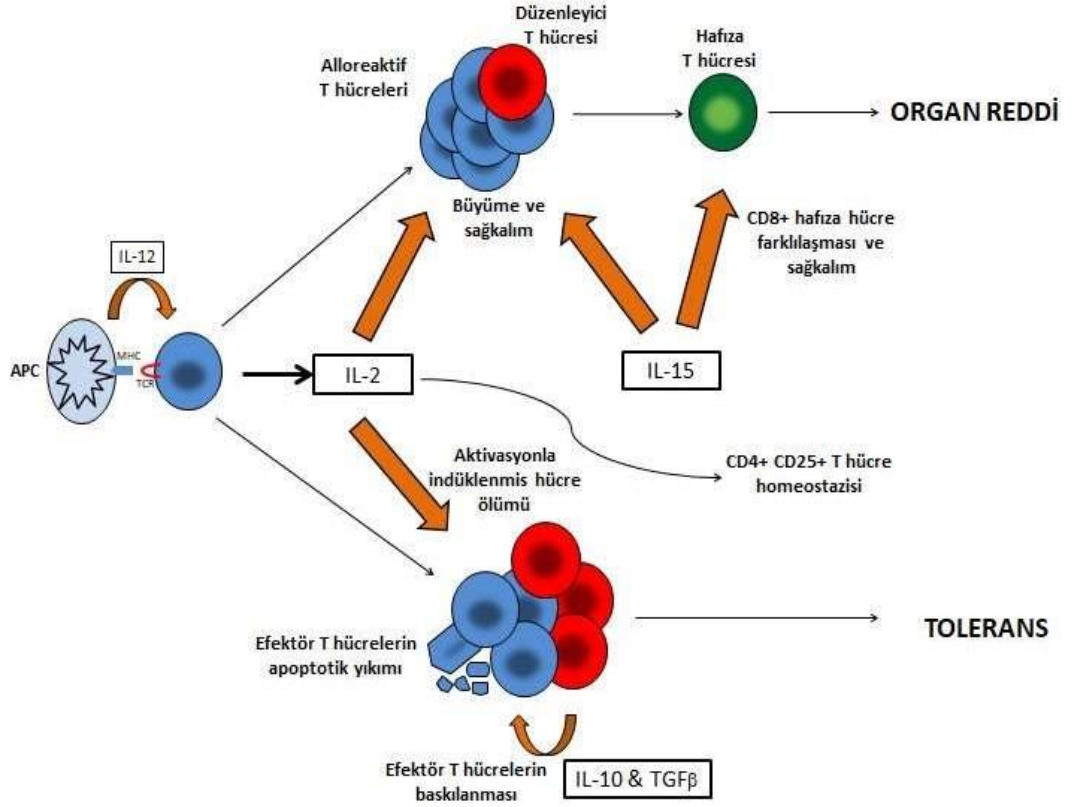 Düzenleyici
T hücresi
Hafıza
T hücresi
Alloreaktif
T hücreleri
ORGAN REDDİ
Büyüme ve
sağkalım
CD8+ hafıza hücre
farklılaşması ve
sağkalım
IL-12
APC
MHC
TCR
IL-2
IL-15
Aktivasyonla
indüklenmis hücre
ölümü
CD4+ CD25+ T hücre
homeostazisi
Efektör T hücrelerin
apoptotik yıkımı
TOLERANS
Efektör T hücrelerin
baskılanması
IL-10 & TGFβ